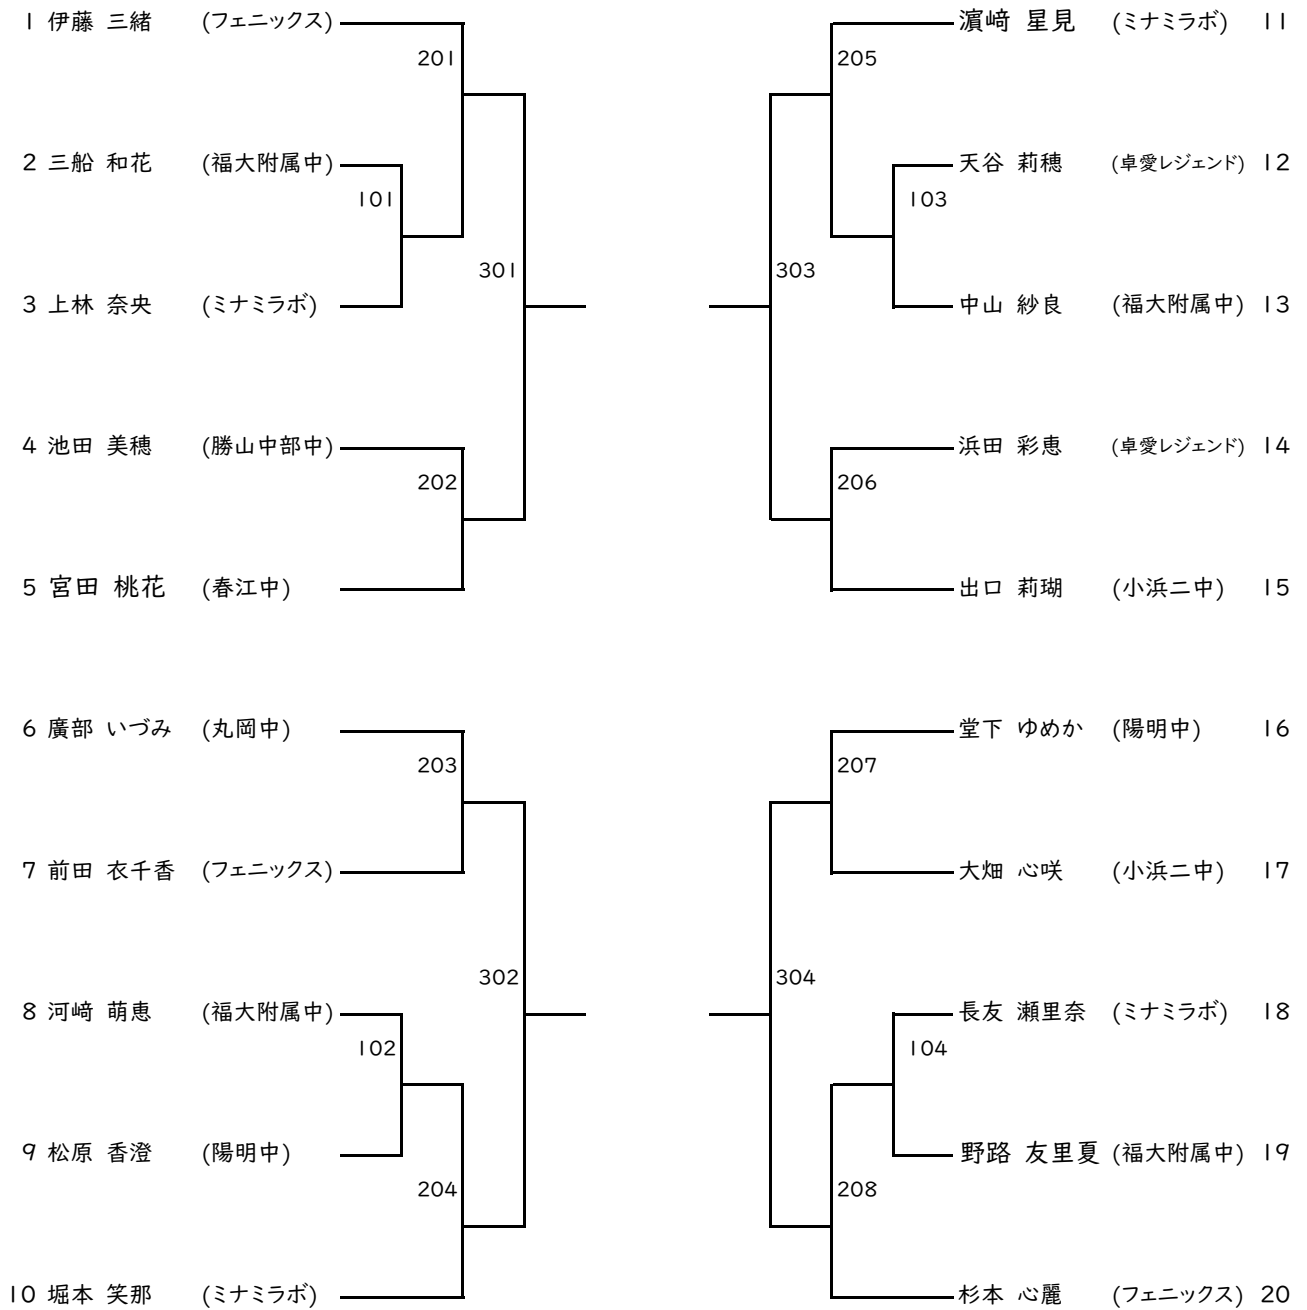 1 伊藤 三緒 (フェニックス)
201
2 三船 和花 (福大附属中)
101
301
3 上林 奈央 (ミナミラボ)
4 池田 美穂 (勝山中部中)
202
5 宮田 桃花 (春江中)
6 廣部 いづみ (丸岡中)
203
7 前田 衣千香 (フェニックス)
302
8 河﨑 萌恵 (福大附属中)
102
9 松原 香澄 (陽明中)
204
10 堀本 笑那 (ミナミラボ)
濵﨑 星見 (ミナミラボ) 11
205
天谷 莉穂 (卓愛レジェンド) 12
103
303
中山 紗良 (福大附属中) 13
浜田 彩恵 (卓愛レジェンド) 14
206
出口 莉瑚 (小浜二中) 15
堂下 ゆめか (陽明中) 16
207
大畑 心咲 (小浜二中) 17
304
長友 瀬里奈 (ミナミラボ) 18
104
野路 友里夏 (福大附属中) 19
208
杉本 心麗 (フェニックス) 20